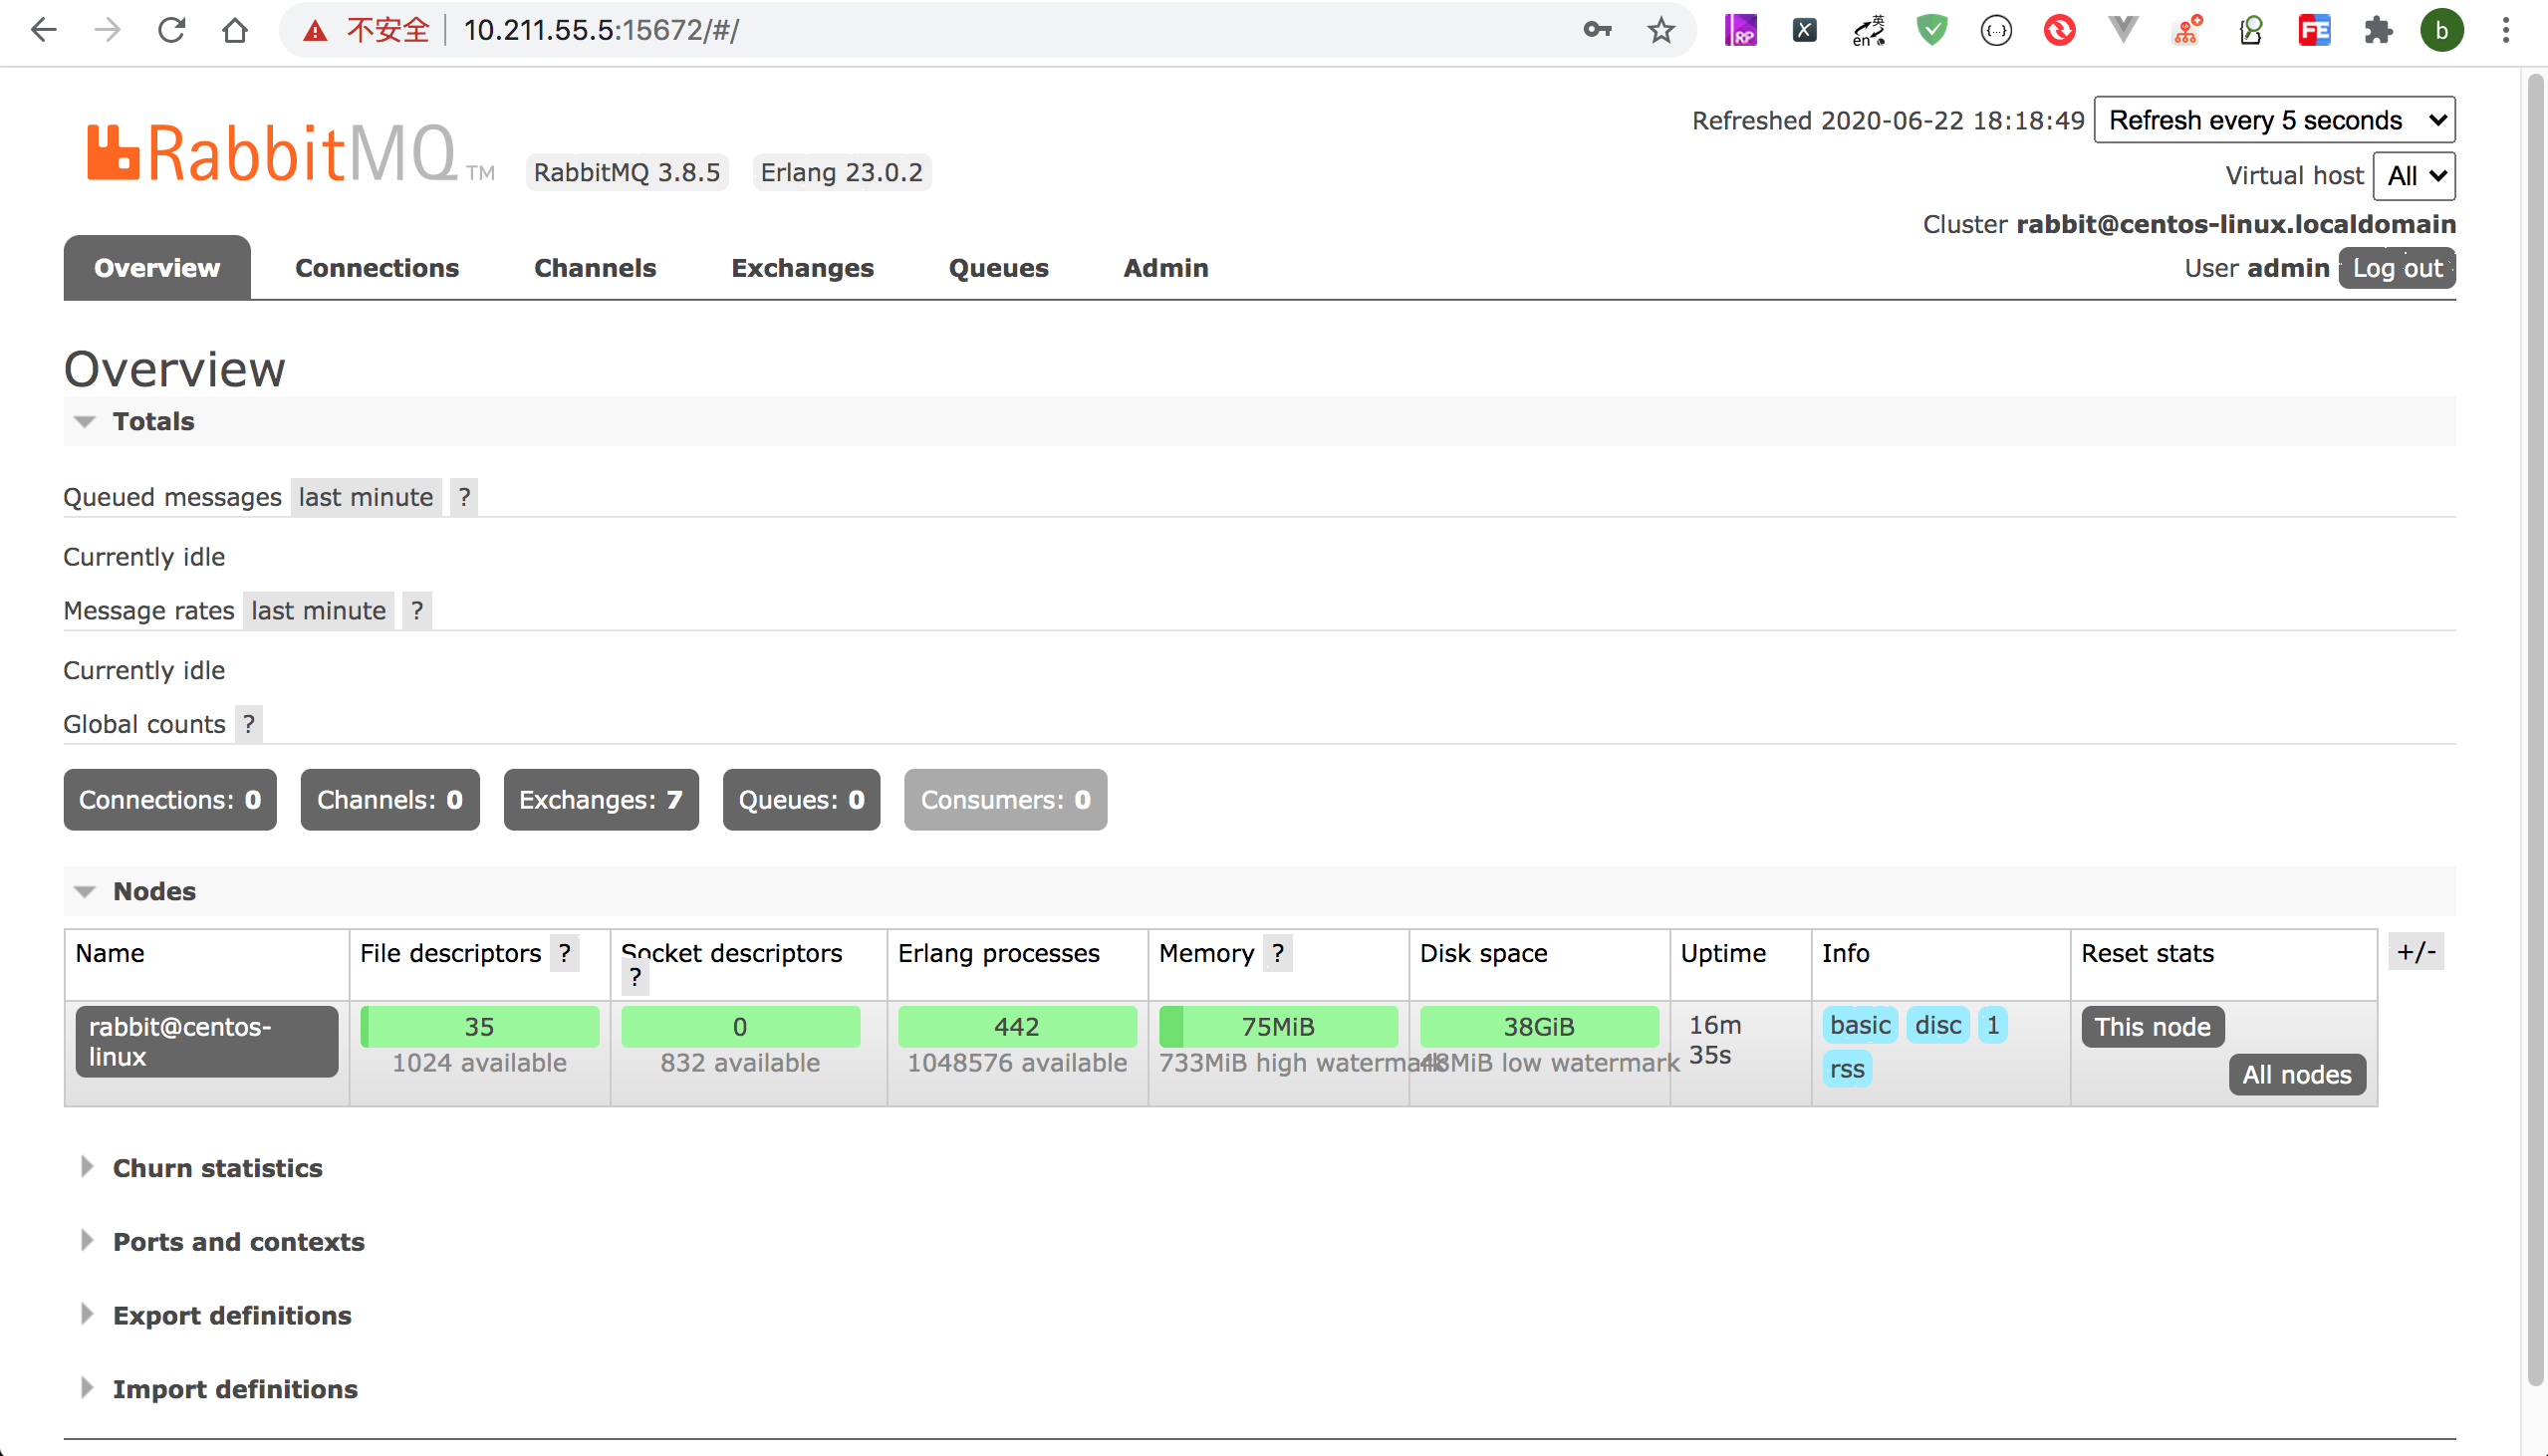 不安全 10.211.55.5:15672/#/
RP X 英 en {...} FE b
RabbitMQ TM RabbitMQ 3.8.5 Erlang 23.0.2
Refreshed 2020-06-22 18:18:49 Refresh every 5 seconds
Virtual host All
Cluster rabbit@centos-linux.localdomain
User admin Log out
Overview Connections Channels Exchanges Queues Admin
Overview
Totals
Queued messages last minute ?
Currently idle
Message rates last minute ?
Currently idle
Global counts ?
Connections: 0 Channels: 0 Exchanges: 7 Queues: 0 Consumers: 0
Nodes
Name File descriptors ? Socket descriptors ? Erlang processes Memory ? Disk space Uptime Info Reset stats +/-
rabbit@centos-linux 35 0 442 75MiB 38GiB 16m 35s basic disc 1 rss This node
1024 available 832 available 1048576 available 733MiB high watermark 48MiB low watermark All nodes
Churn statistics
Ports and contexts
Export definitions
Import definitions